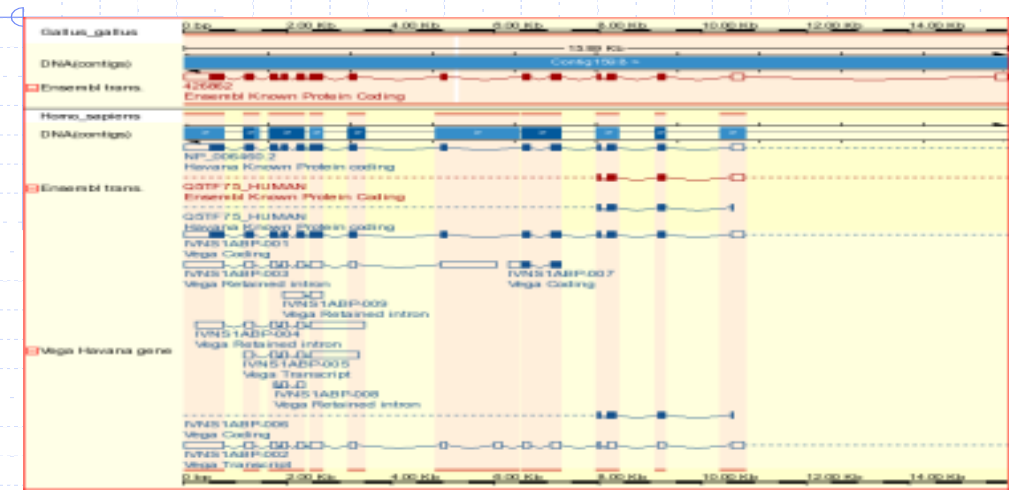 Gallus_gallus 0 bp 2.00 Kb 4.00 Kb 6.00 Kb 8.00 Kb 10.00 Kb 12.00 Kb 14.00 Kb
DNA(contigs)
Ensembl trans.
Ensembl Known Protein Coding
Homo_sapiens
DNA(contigs)
NP_006460.2
Havana Known Protein coding
Ensembl trans.
Q5TF75_HUMAN
Ensembl Known Protein Coding
Q5TF75_HUMAN
Havana Known Protein coding
IVNS1ABP-001
Vega Coding
IVNS1ABP-003 IVNS1ABP-007
Vega Retained intron Vega Coding
IVNS1ABP-009
Vega Retained intron
IVNS1ABP-004
Vega Retained intron
Vega Havana gene
IVNS1ABP-005
Vega Transcript
IVNS1ABP-008
Vega Retained intron
IVNS1ABP-006
Vega Coding
IVNS1ABP-002
Vega Transcript
0 bp 2.00 Kb 4.00 Kb 6.00 Kb 8.00 Kb 10.00 Kb 12.00 Kb 14.00 Kb